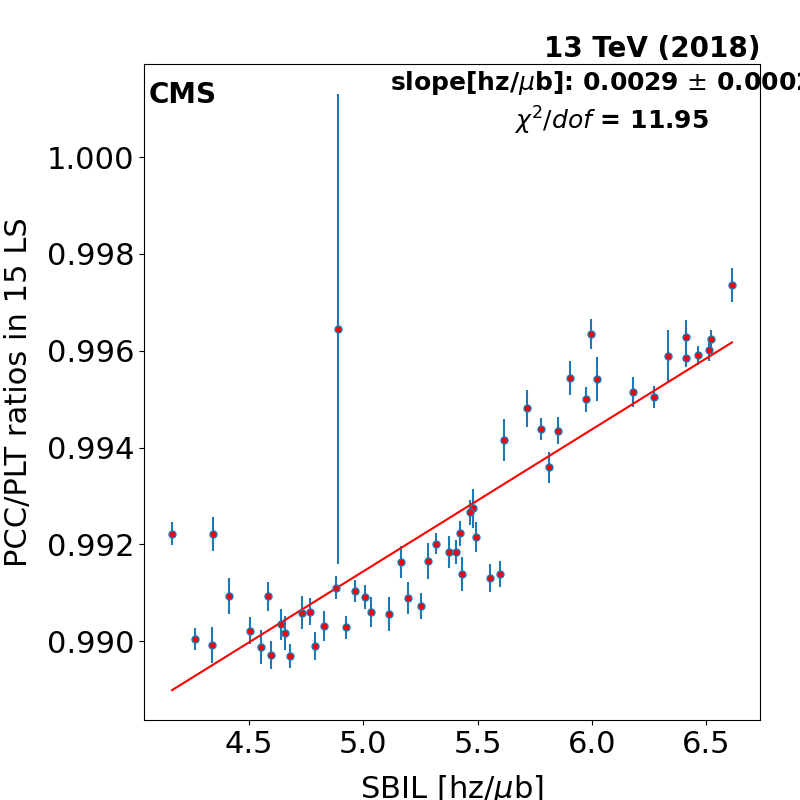 13 TeV (2018)
CMS
slope[hz/μb]: 0.0029 ± 0.0002
χ²/dof = 11.95
PCC/PLT ratios in 15 LS
1.000
0.998
0.996
0.994
0.992
0.990
4.5 5.0 5.5 6.0 6.5
SBIL [hz/μb]